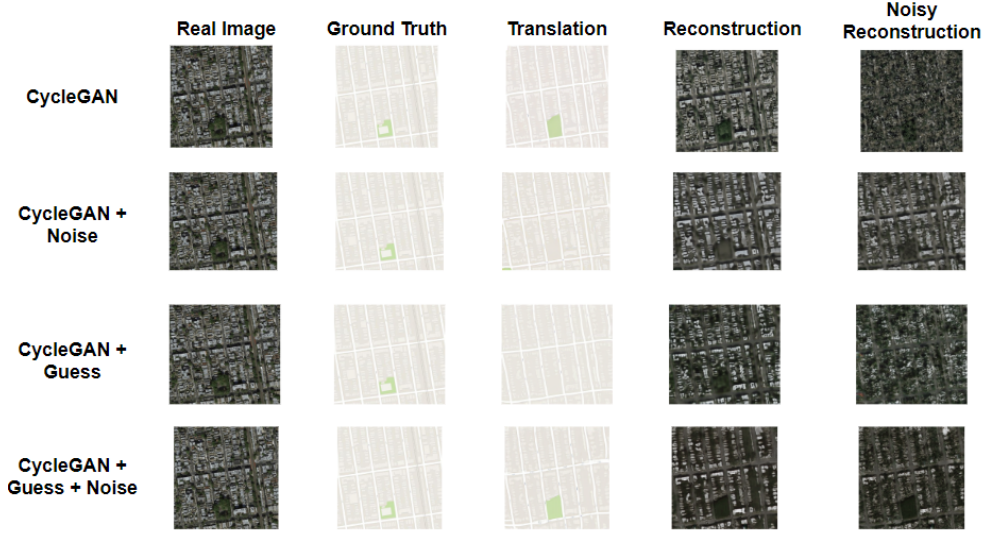 Real Image
Ground Truth
Translation
Reconstruction
Noisy
Reconstruction
CycleGAN
CycleGAN +
Noise
CycleGAN +
Guess
CycleGAN +
Guess + Noise